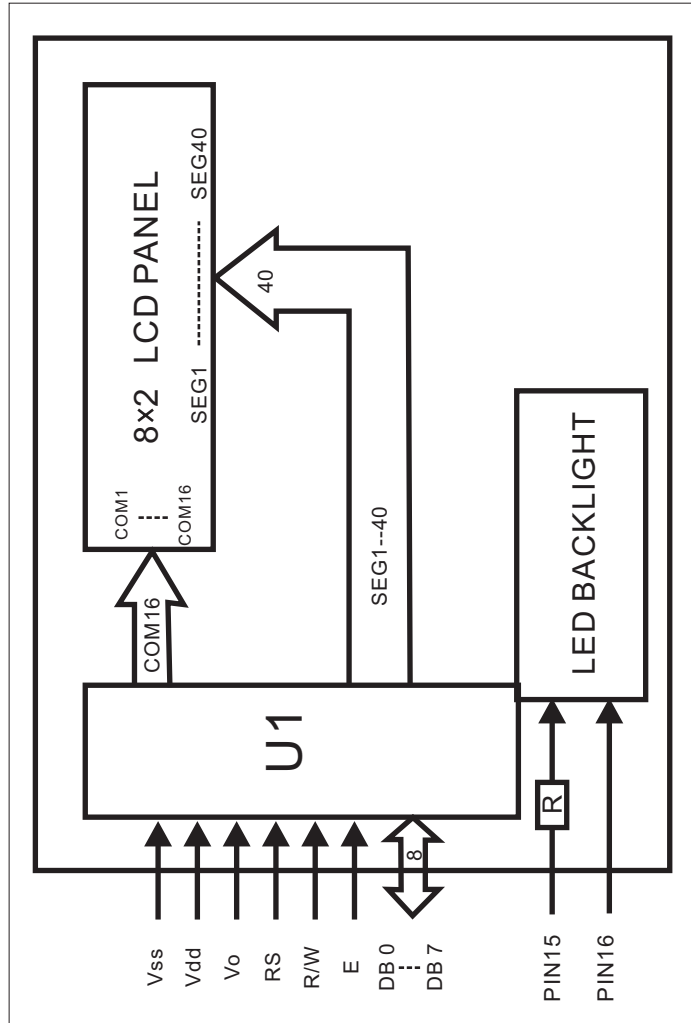 Vss
Vdd
Vo
RS
R/W
E
DB 0
DB 7
8
U1
COM16
COM1
COM16
8×2 LCD PANEL
SEG1
SEG40
40
SEG1--40
PIN15
PIN16
R
LED BACKLIGHT